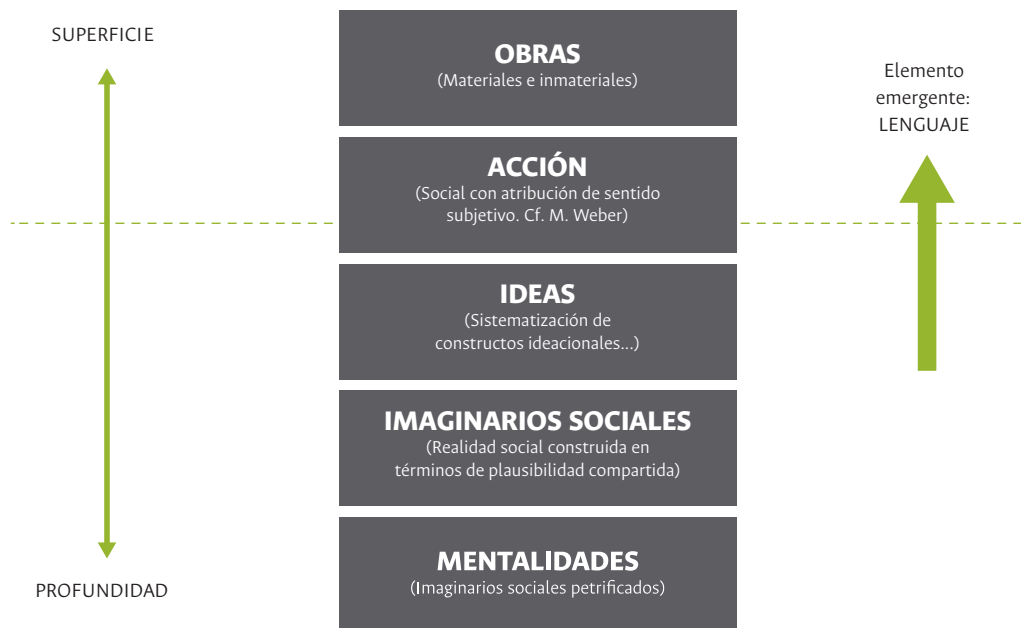 SUPERFICIE
OBRAS
(Materiales e inmateriales)
Elemento
emergente:
LENGUAJE
ACCIÓN
(Social con atribución de sentido
subjetivo. Cf. M. Weber)
IDEAS
(Sistematización de
constructos ideacionales...)
IMAGINARIOS SOCIALES
(Realidad social construida en
términos de plausibilidad compartida)
MENTALIDADES
(Imaginarios sociales petrificados)
PROFUNDIDAD